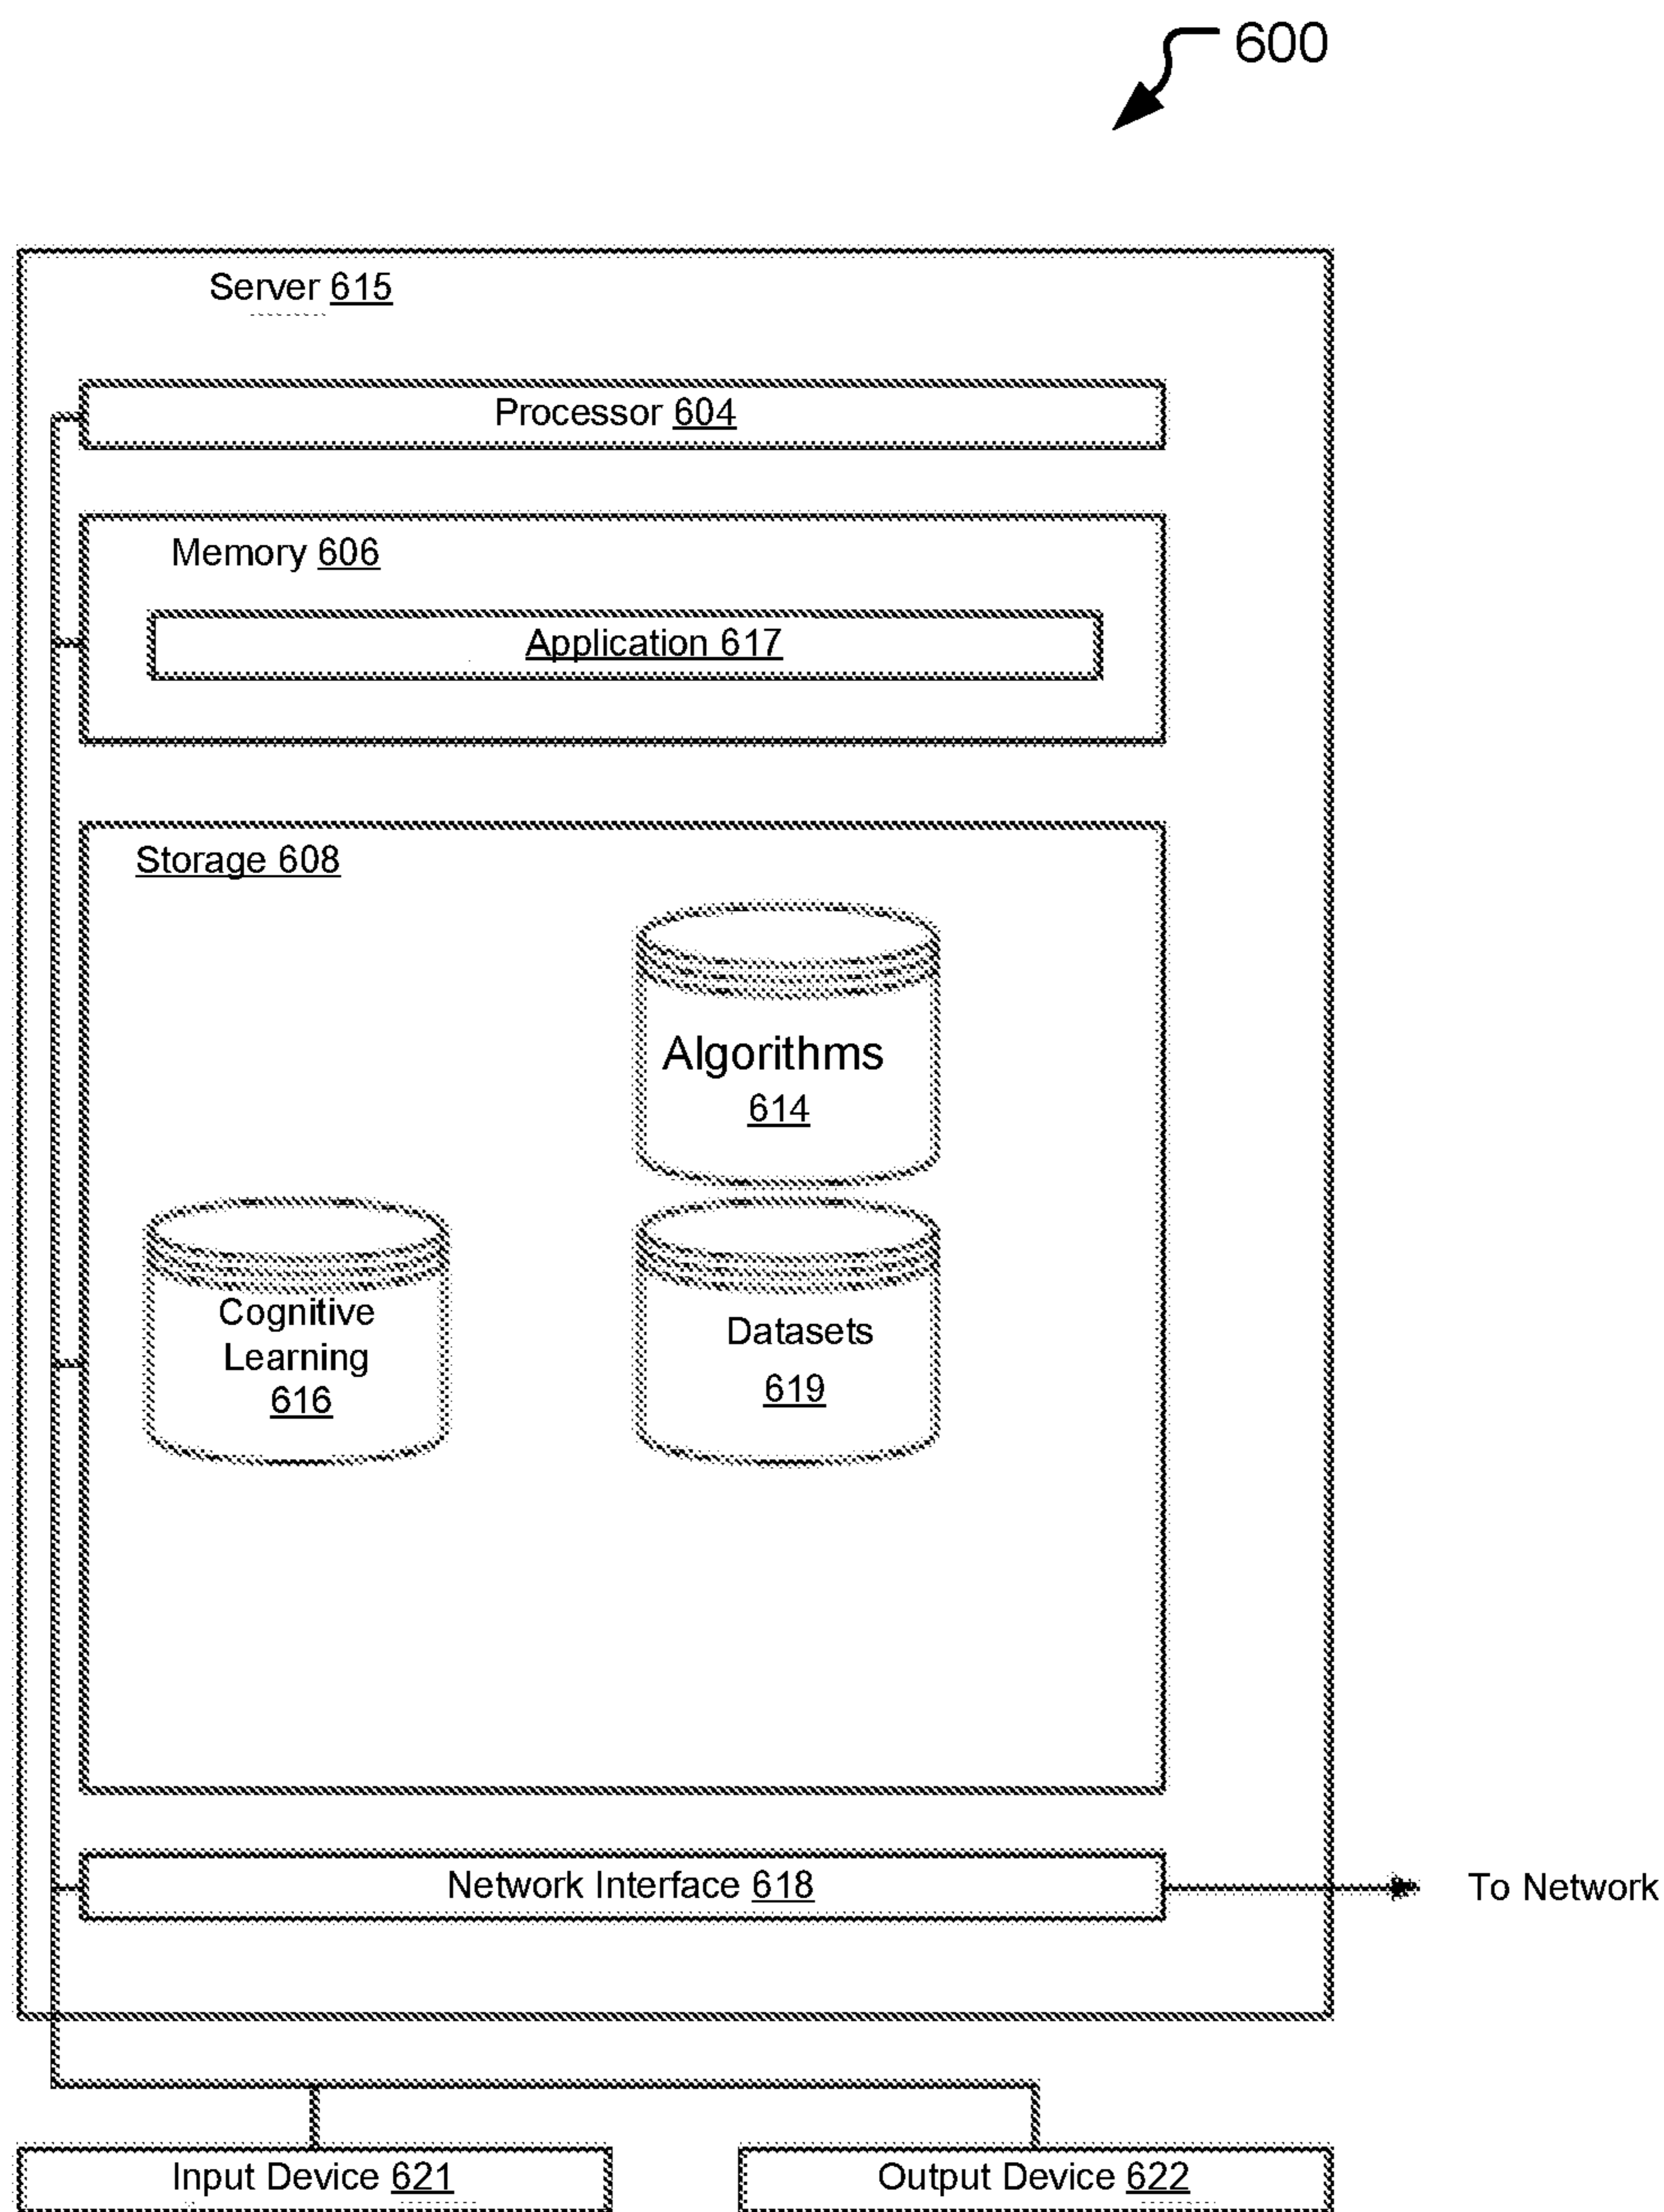 600
Server 615
Processor 604
Memory 606
Application 617
Storage 608
Algorithms
614
Cognitive
Learning
616
Datasets
619
Network Interface 618
To Network
Input Device 621
Output Device 622